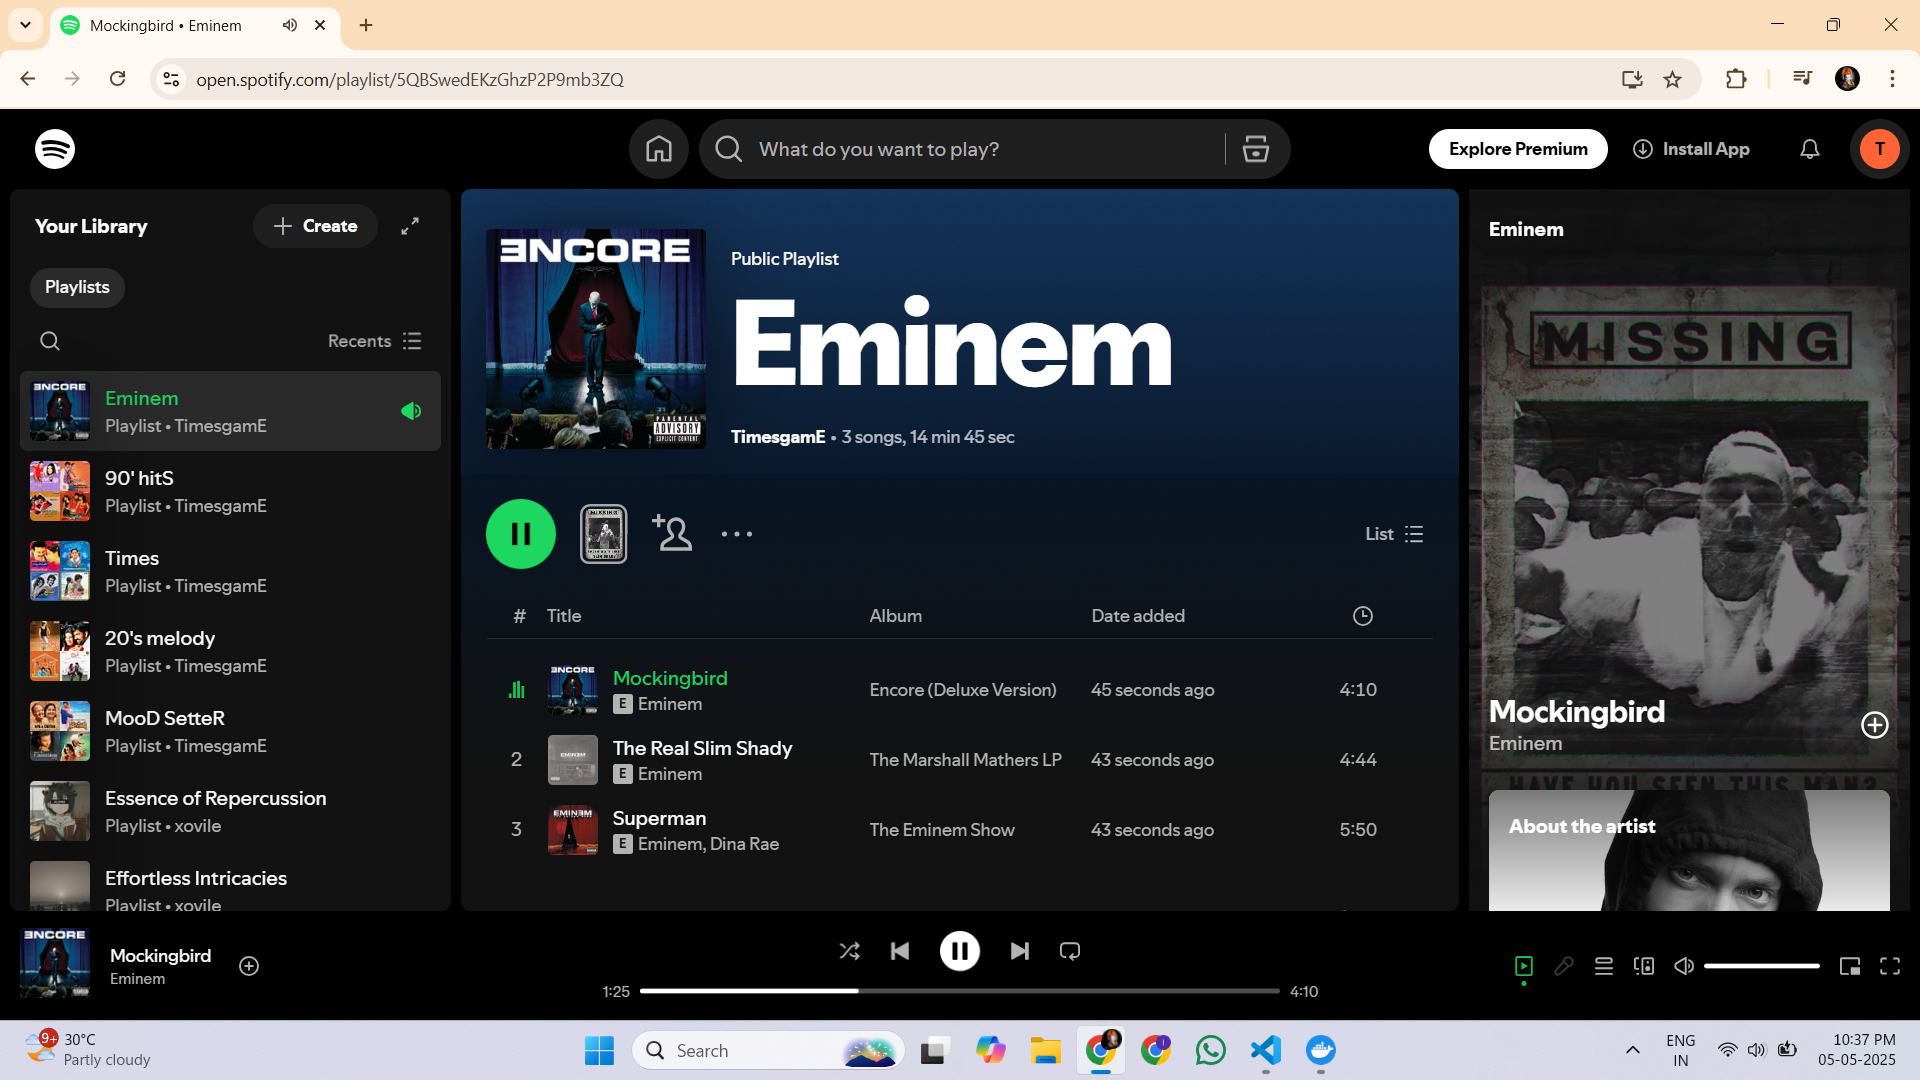 Mockingbird • Eminem
open.spotify.com/playlist/5QBSwedEKzGhzP2P9mb3ZQ
What do you want to play?
Explore Premium
Install App
T
Your Library
Create
Playlists
Recents
Eminem
Playlist • TimesgamE
90' hitS
Playlist • TimesgamE
Times
Playlist • TimesgamE
20's melody
Playlist • TimesgamE
MooD SetteR
Playlist • TimesgamE
Essence of Repercussion
Playlist • xovile
Effortless Intricacies
Playlist • xovile
ƎNCORE
PARENTAL
ADVISORY
EXPLICIT CONTENT
Public Playlist
Eminem
TimesgamE • 3 songs, 14 min 45 sec
List
# Title Album Date added
Mockingbird
E Eminem
Encore (Deluxe Version) 45 seconds ago 4:10
2 The Real Slim Shady
E Eminem
The Marshall Mathers LP 43 seconds ago 4:44
3 Superman
E Eminem, Dina Rae
The Eminem Show 43 seconds ago 5:50
Eminem
MISSING
Mockingbird
Eminem
HAVE YOU SEEN THIS MAN?
About the artist
ƎNCORE
Mockingbird
Eminem
1:25 4:10
9+
30°C
Partly cloudy
Search
ENG
IN
10:37 PM
05-05-2025